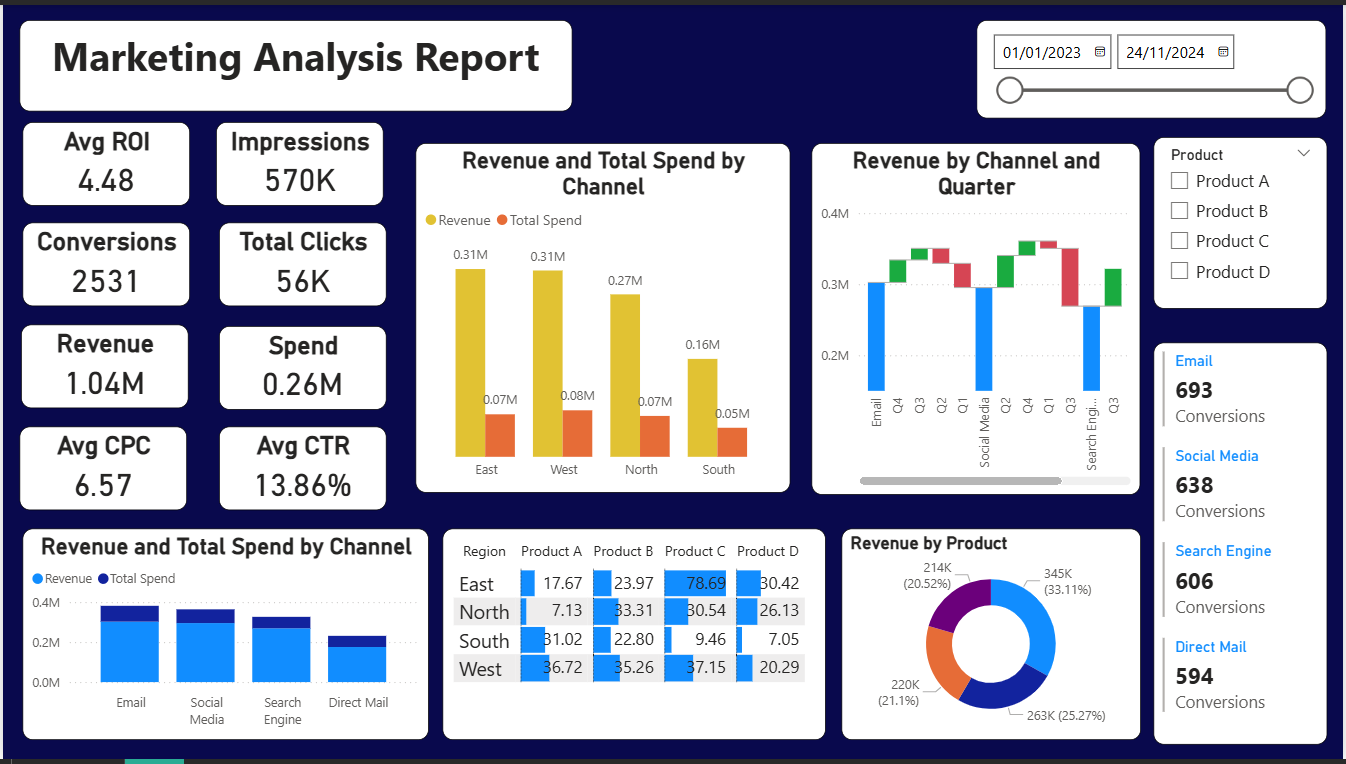 Marketing Analysis Report
01/01/2023
24/11/2024
Avg ROI
4.48
Impressions
570K
Conversions
2531
Total Clicks
56K
Revenue
1.04M
Spend
0.26M
Avg CPC
6.57
Avg CTR
13.86%
Revenue and Total Spend by
Channel
Revenue Total Spend
0.31M
0.31M
0.27M
0.16M
0.07M
0.08M
0.07M
0.05M
East West North South
Revenue by Channel and
Quarter
0.4M
0.3M
0.2M
Email
Q4
Q3
Q2
Q1
Social Media
Q2
Q4
Q1
Q3
Search Engi...
Q3
Product
Product A
Product B
Product C
Product D
Email
693
Conversions
Social Media
638
Conversions
Search Engine
606
Conversions
Direct Mail
594
Conversions
Revenue and Total Spend by Channel
Revenue Total Spend
0.4M
0.2M
0.0M
Email
Social
Media
Search
Engine
Direct Mail
Region Product A Product B Product C Product D
East 17.67 23.97 78.69 30.42
North 7.13 33.31 30.54 26.13
South 31.02 22.80 9.46 7.05
West 36.72 35.26 37.15 20.29
Revenue by Product
214K
(20.52%)
345K
(33.11%)
220K
(21.1%)
263K (25.27%)